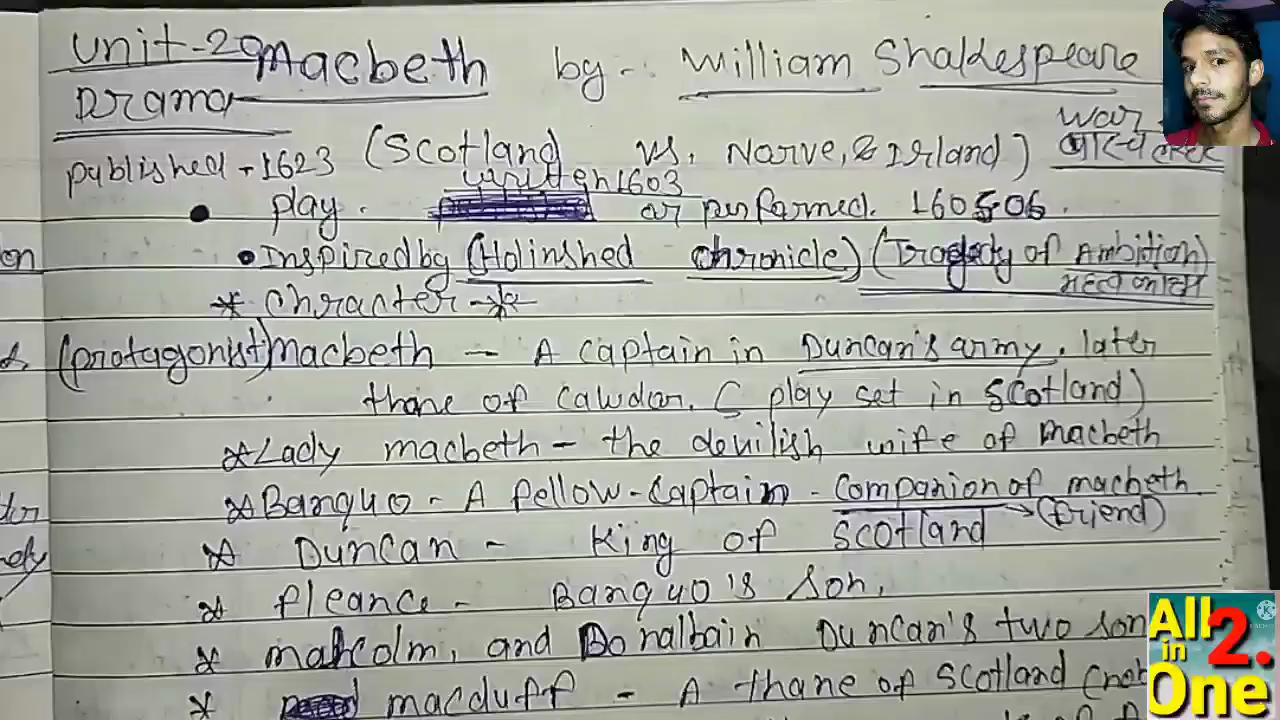 Unit-2 Macbeth by - William Shakespeare
Drama
war
published - 1623 (Scotland vs. Norve, & Irland)
written 1603
play. or performed. 1605-06.
on
• Inspired by (Holinshed chronicle) (Trogety of Ambition)
* Chracter -*
(protagonist) Macbeth - A captain in Duncan's army. later
thane of cawdor. ( play set in Scotland)
* Lady macbeth - the devilish wife of Macbeth
* Banquo - A fellow-captain - companion of macbeth
(friend)
* Duncan - King of Scotland
* fleance - Banquo's son,
* malcolm, and Donalbain Duncan's two son
* macduff - A thane of Scotland (nob
All 2.
in
One